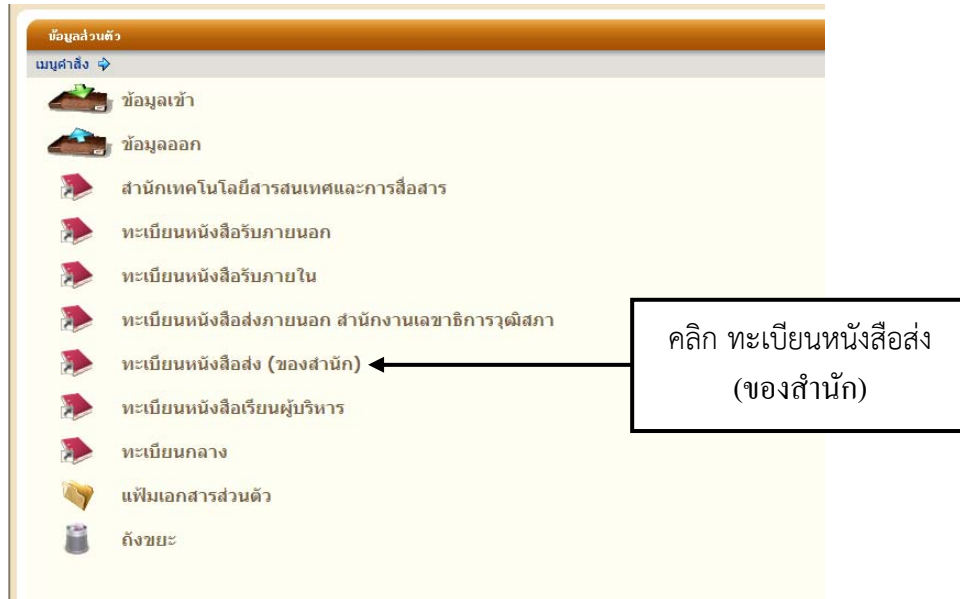 ข้อมูลส่วนตัว
เมนูคำสั่ง
ข้อมูลเข้า
ข้อมูลออก
สำนักเทคโนโลยีสารสนเทศและการสื่อสาร
ทะเบียนหนังสือรับภายนอก
ทะเบียนหนังสือรับภายใน
ทะเบียนหนังสือส่งภายนอก สำนักงานเลขาธิการวุฒิสภา
ทะเบียนหนังสือส่ง (ของสำนัก)
ทะเบียนหนังสือเรียนผู้บริหาร
ทะเบียนกลาง
แฟ้มเอกสารส่วนตัว
ถังขยะ
คลิก ทะเบียนหนังสือส่ง
(ของสำนัก)